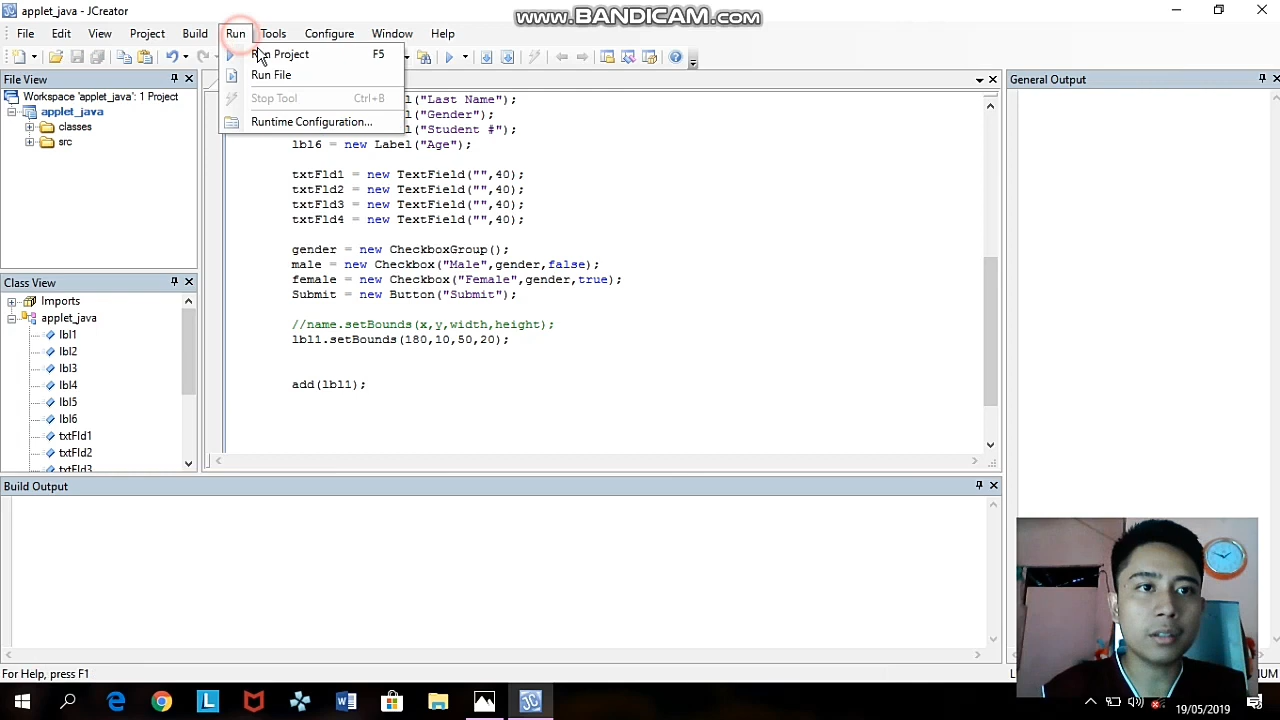 applet_java - JCreator
www.BANDICAM.com
File Edit View Project Build Run Tools Configure Window Help
Run Project F5
Run File
Stop Tool Ctrl+B
Runtime Configuration...
File View
Workspace 'applet_java': 1 Project
applet_java
classes
src
Class View
Imports
applet_java
lbl1
lbl2
lbl3
lbl4
lbl5
lbl6
txtFld1
txtFld2
txtFld3
("Last Name");
("Gender");
("Student #");
lbl6 = new Label("Age");
txtFld1 = new TextField("",40);
txtFld2 = new TextField("",40);
txtFld3 = new TextField("",40);
txtFld4 = new TextField("",40);
gender = new CheckboxGroup();
male = new Checkbox("Male",gender,false);
female = new Checkbox("Female",gender,true);
Submit = new Button("Submit");
//name.setBounds(x,y,width,height);
lbl1.setBounds(180,10,50,20);
add(lbl1);
General Output
Build Output
For Help, press F1
19/05/2019